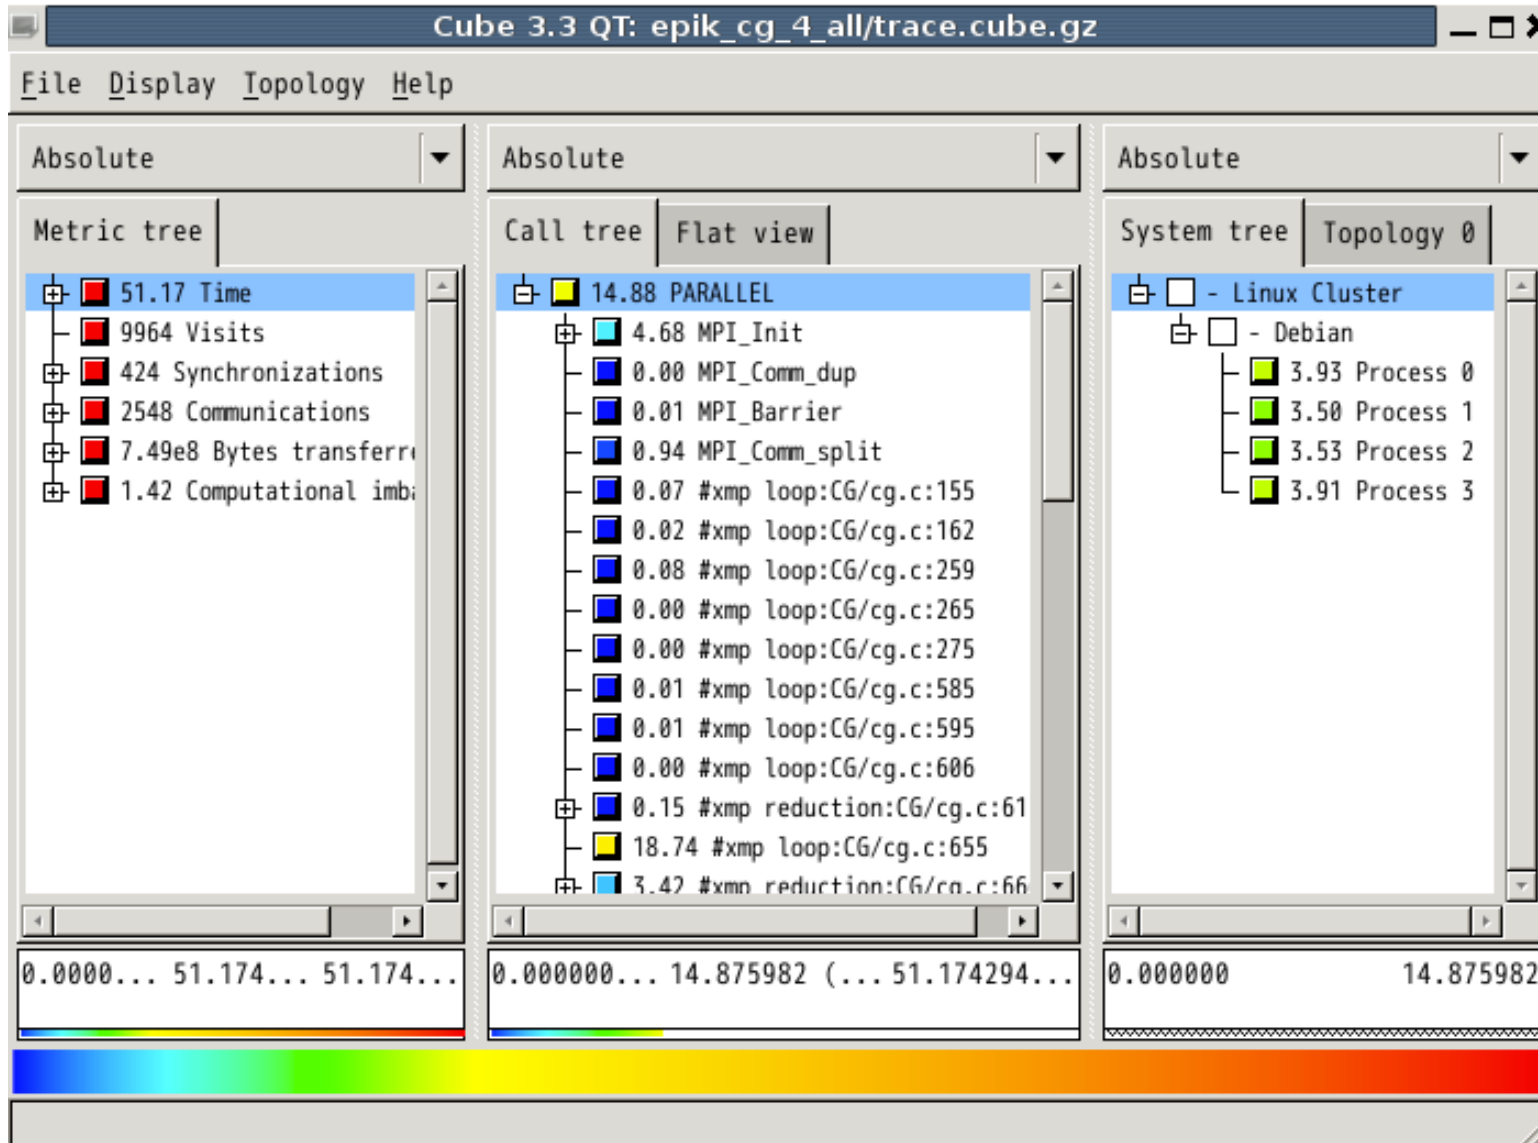 Cube 3.3 QT: epik_cg_4_all/trace.cube.gz
File Display Topology Help
Absolute
Metric tree
51.17 Time
9964 Visits
424 Synchronizations
2548 Communications
7.49e8 Bytes transferr
1.42 Computational imb
0.0000... 51.174... 51.174...
Absolute
Call tree Flat view
14.88 PARALLEL
4.68 MPI_Init
0.00 MPI_Comm_dup
0.01 MPI_Barrier
0.94 MPI_Comm_split
0.07 #xmp loop:CG/cg.c:155
0.02 #xmp loop:CG/cg.c:162
0.08 #xmp loop:CG/cg.c:259
0.00 #xmp loop:CG/cg.c:265
0.00 #xmp loop:CG/cg.c:275
0.01 #xmp loop:CG/cg.c:585
0.01 #xmp loop:CG/cg.c:595
0.00 #xmp loop:CG/cg.c:606
0.15 #xmp reduction:CG/cg.c:61
18.74 #xmp loop:CG/cg.c:655
3.42 #xmp reduction:CG/cg.c:66
0.000000... 14.875982 (... 51.174294...
Absolute
System tree Topology 0
- Linux Cluster
- Debian
3.93 Process 0
3.50 Process 1
3.53 Process 2
3.91 Process 3
0.000000 14.875982